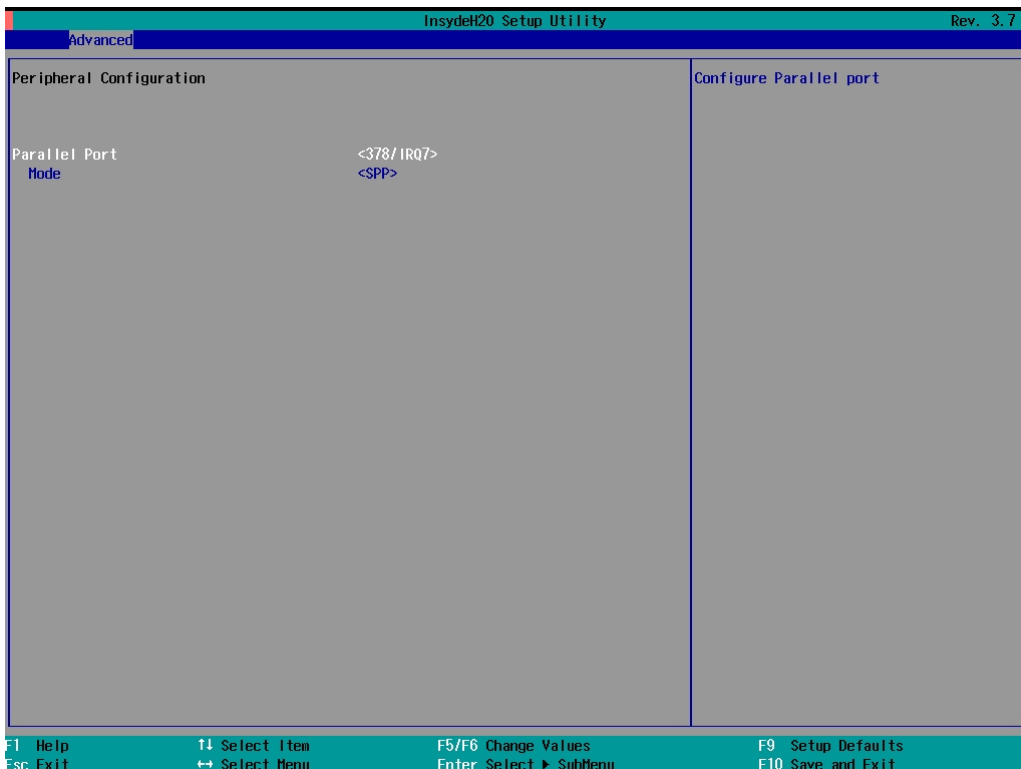 InsydeH2O Setup Utility Rev. 3.7
Advanced
Peripheral Configuration
Configure Parallel port
Parallel Port <378/IRQ7>
Mode <SPP>
F1 Help ↑↓ Select Item F5/F6 Change Values F9 Setup Defaults
Esc Exit ↔ Select Menu Enter Select ▶ SubMenu F10 Save and Exit